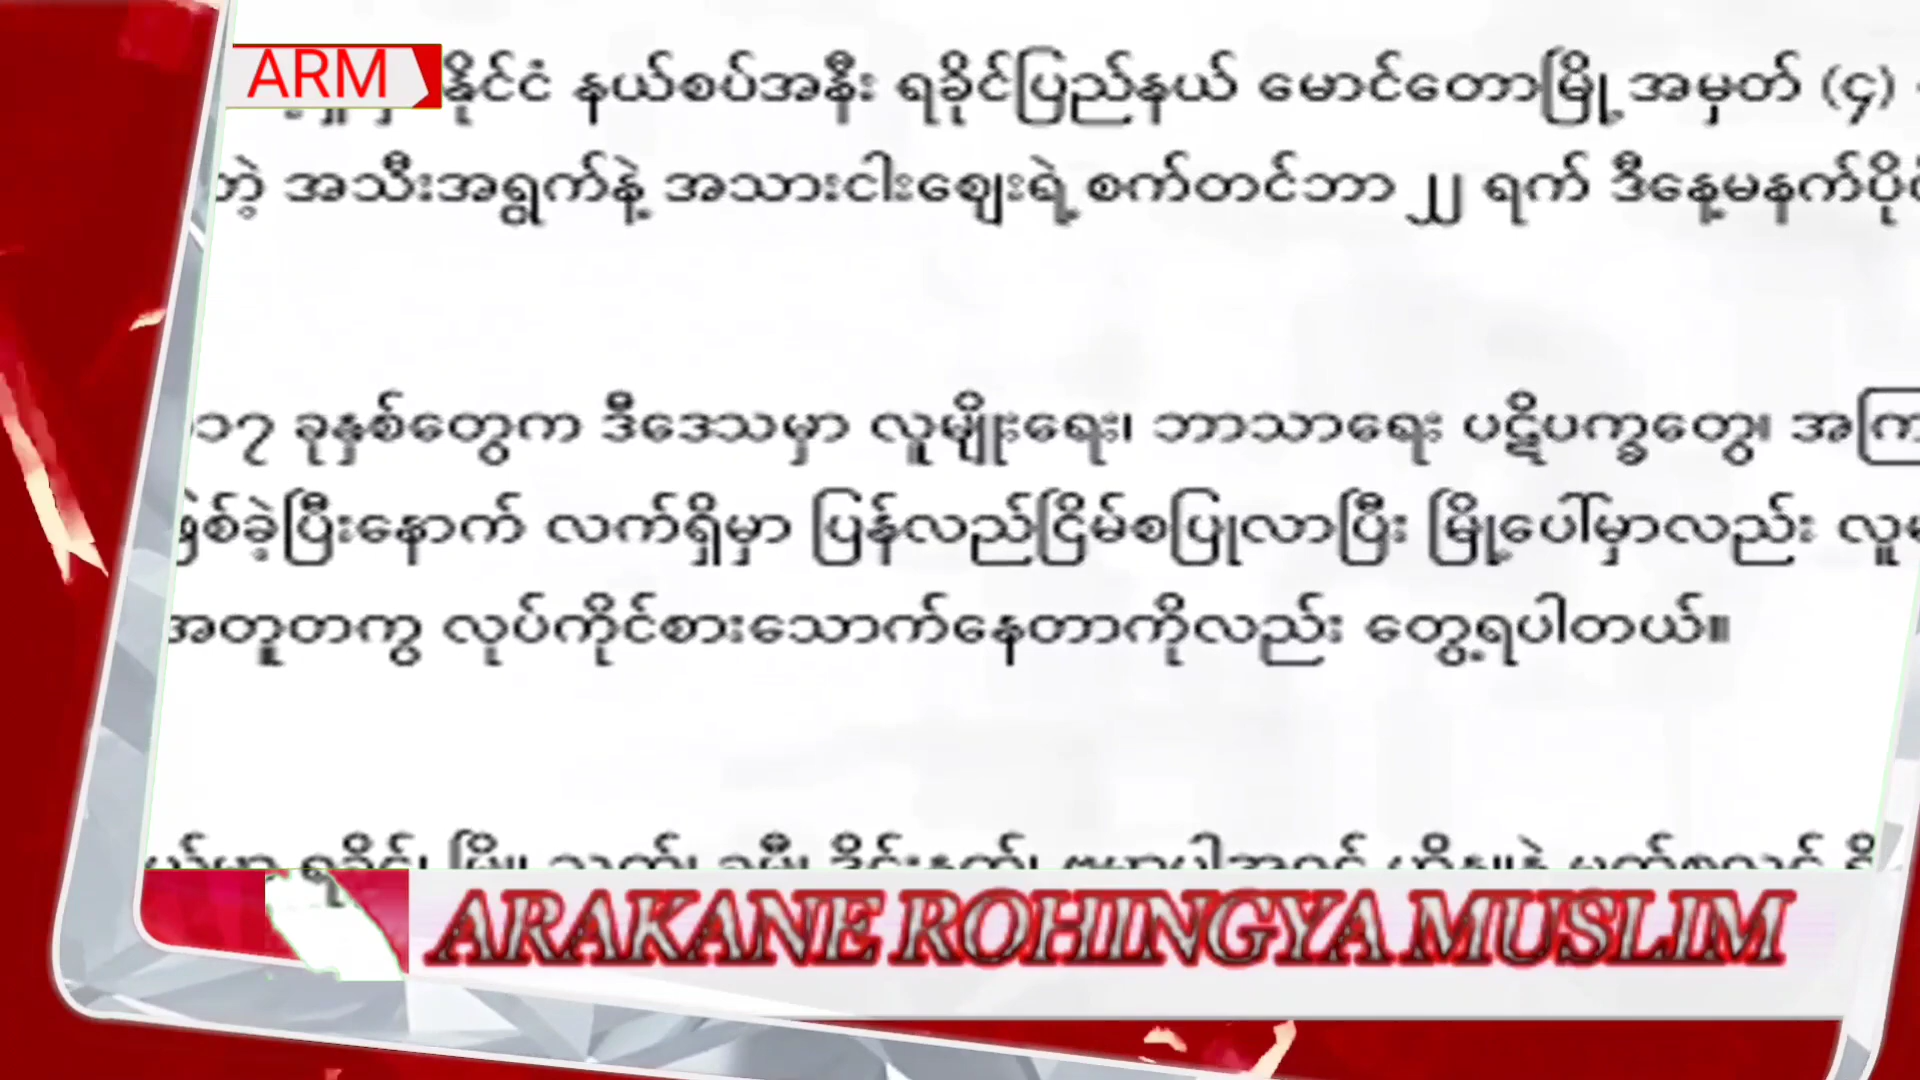 ARM
နိုင်ငံ နယ်စပ်အနီး ရခိုင်ပြည်နယ် မောင်တောမြို့ အမှတ် (၄)
အသီးအရွက်နဲ့ အသားငါးဈေးရဲ့ စက်တင်ဘာ ၂၂ ရက် ဒီနေ့မနက်ပိုင်
၁၇ ခုနှစ်တွေက ဒီဒေသမှာ လူမျိုးရေး၊ ဘာသာရေး ပဋိပက္ခတွေ၊
ဖြစ်ခဲ့ပြီးနောက် လက်ရှိမှာ ပြန်လည်ငြိမ်စပြုလာပြီး မြို့ပေါ်မှာလည်း
အတူတကွ လုပ်ကိုင်စားသောက်နေတာကိုလည်း တွေ့ရပါတယ်။
ARAKANE ROHINGYA MUSLIM